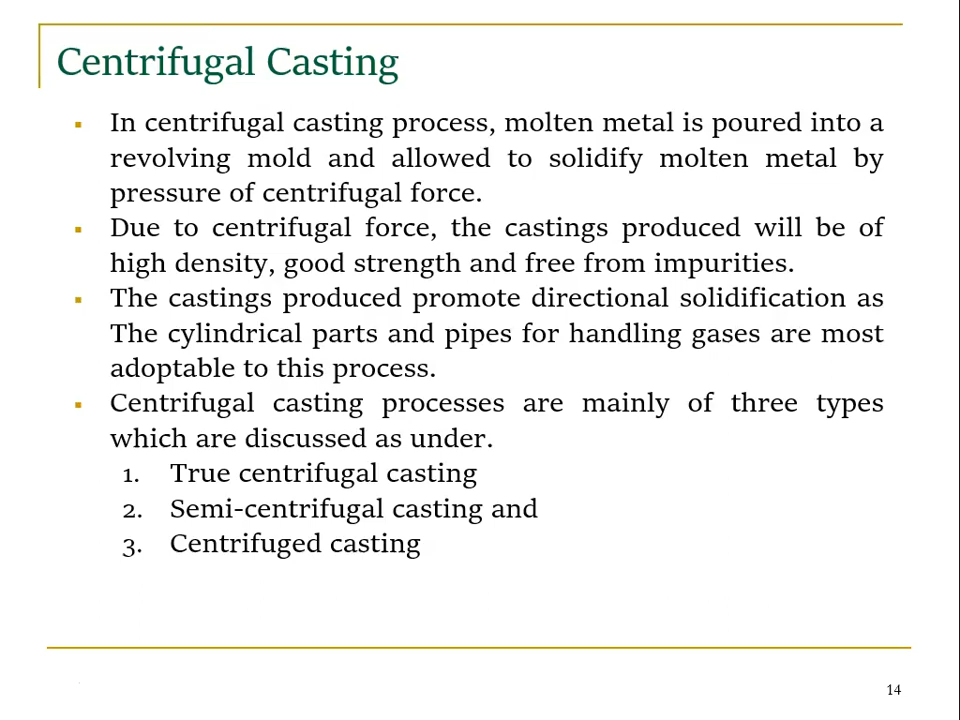 Centrifugal Casting
▪ In centrifugal casting process, molten metal is poured into a
revolving mold and allowed to solidify molten metal by
pressure of centrifugal force.
▪ Due to centrifugal force, the castings produced will be of
high density, good strength and free from impurities.
▪ The castings produced promote directional solidification as
The cylindrical parts and pipes for handling gases are most
adoptable to this process.
▪ Centrifugal casting processes are mainly of three types
which are discussed as under.
1. True centrifugal casting
2. Semi-centrifugal casting and
3. Centrifuged casting
14